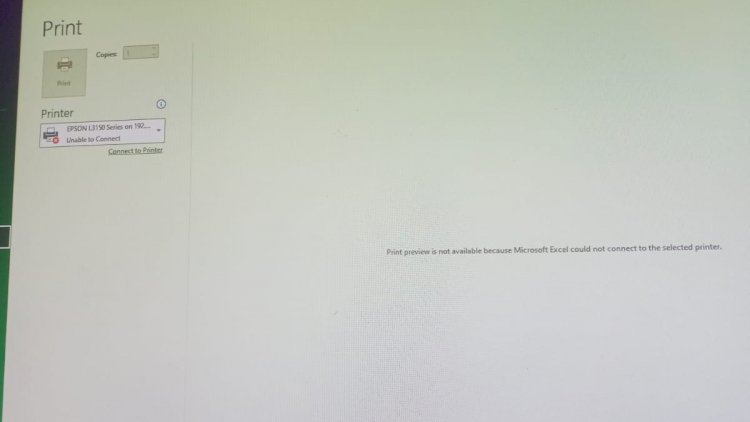 Print
Copies: 1
Print
Printer
EPSON L3150 Series on 192....
Unable to Connect
Connect to Printer
Print preview is not available because Microsoft Excel could not connect to the selected printer.